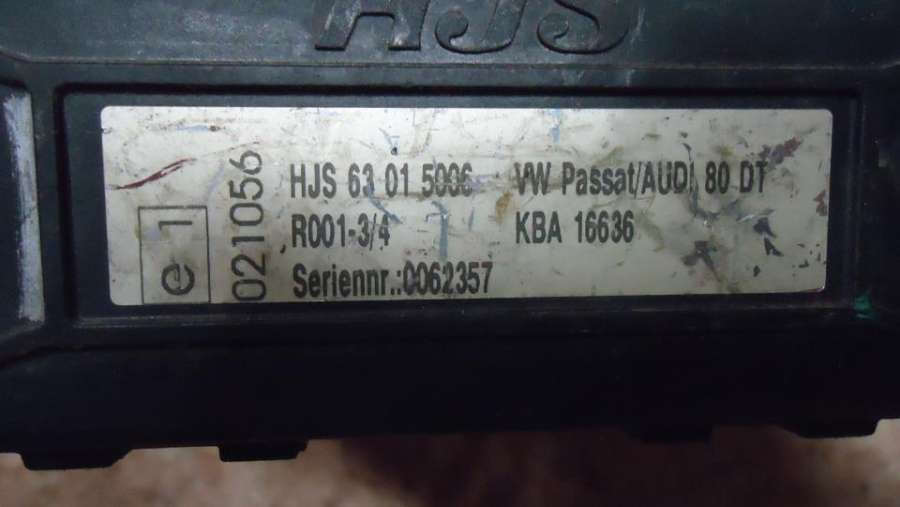 HJS
e 1
021056
HJS 63 01 5006 VW Passat/AUDI 80 DT
R001-3/4 KBA 16636
Seriennr.:0062357